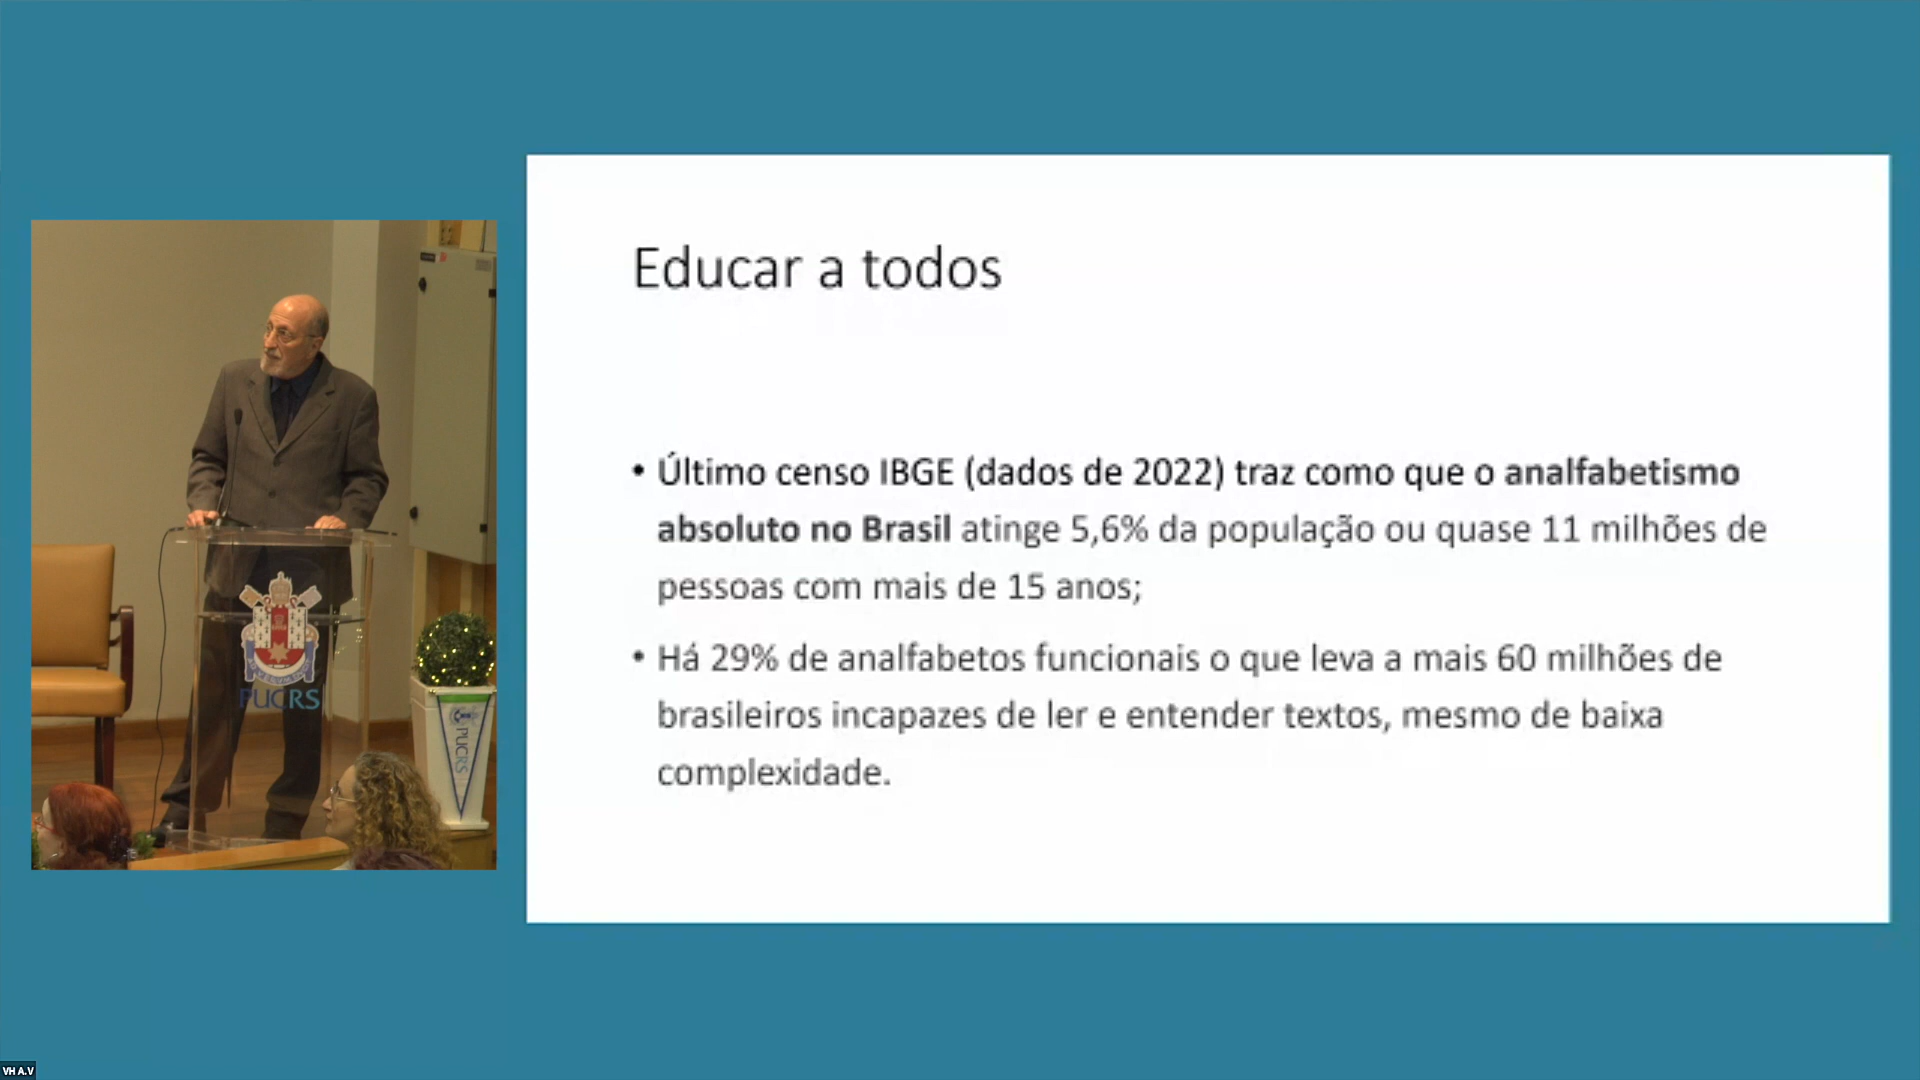 Educar a todos
• Último censo IBGE (dados de 2022) traz como que o analfabetismo
absoluto no Brasil atinge 5,6% da população ou quase 11 milhões de
pessoas com mais de 15 anos;
• Há 29% de analfabetos funcionais o que leva a mais 60 milhões de
brasileiros incapazes de ler e entender textos, mesmo de baixa
complexidade.
PUCRS
PUCRS
VH A.V